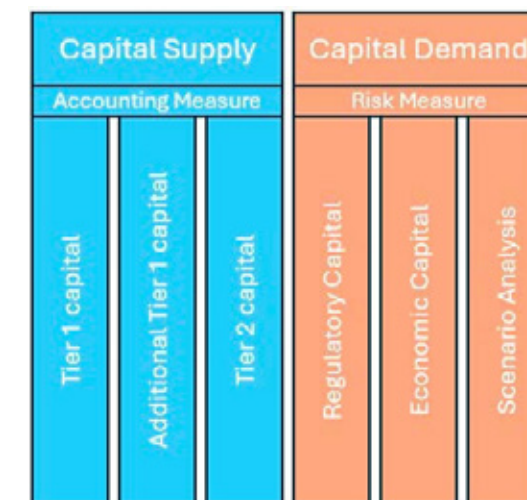 Capital Supply
Capital Demand
Accounting Measure
Risk Measure
Tier 1 capital
Additional Tier 1 capital
Tier 2 capital
Regulatory Capital
Economic Capital
Scenario Analysis